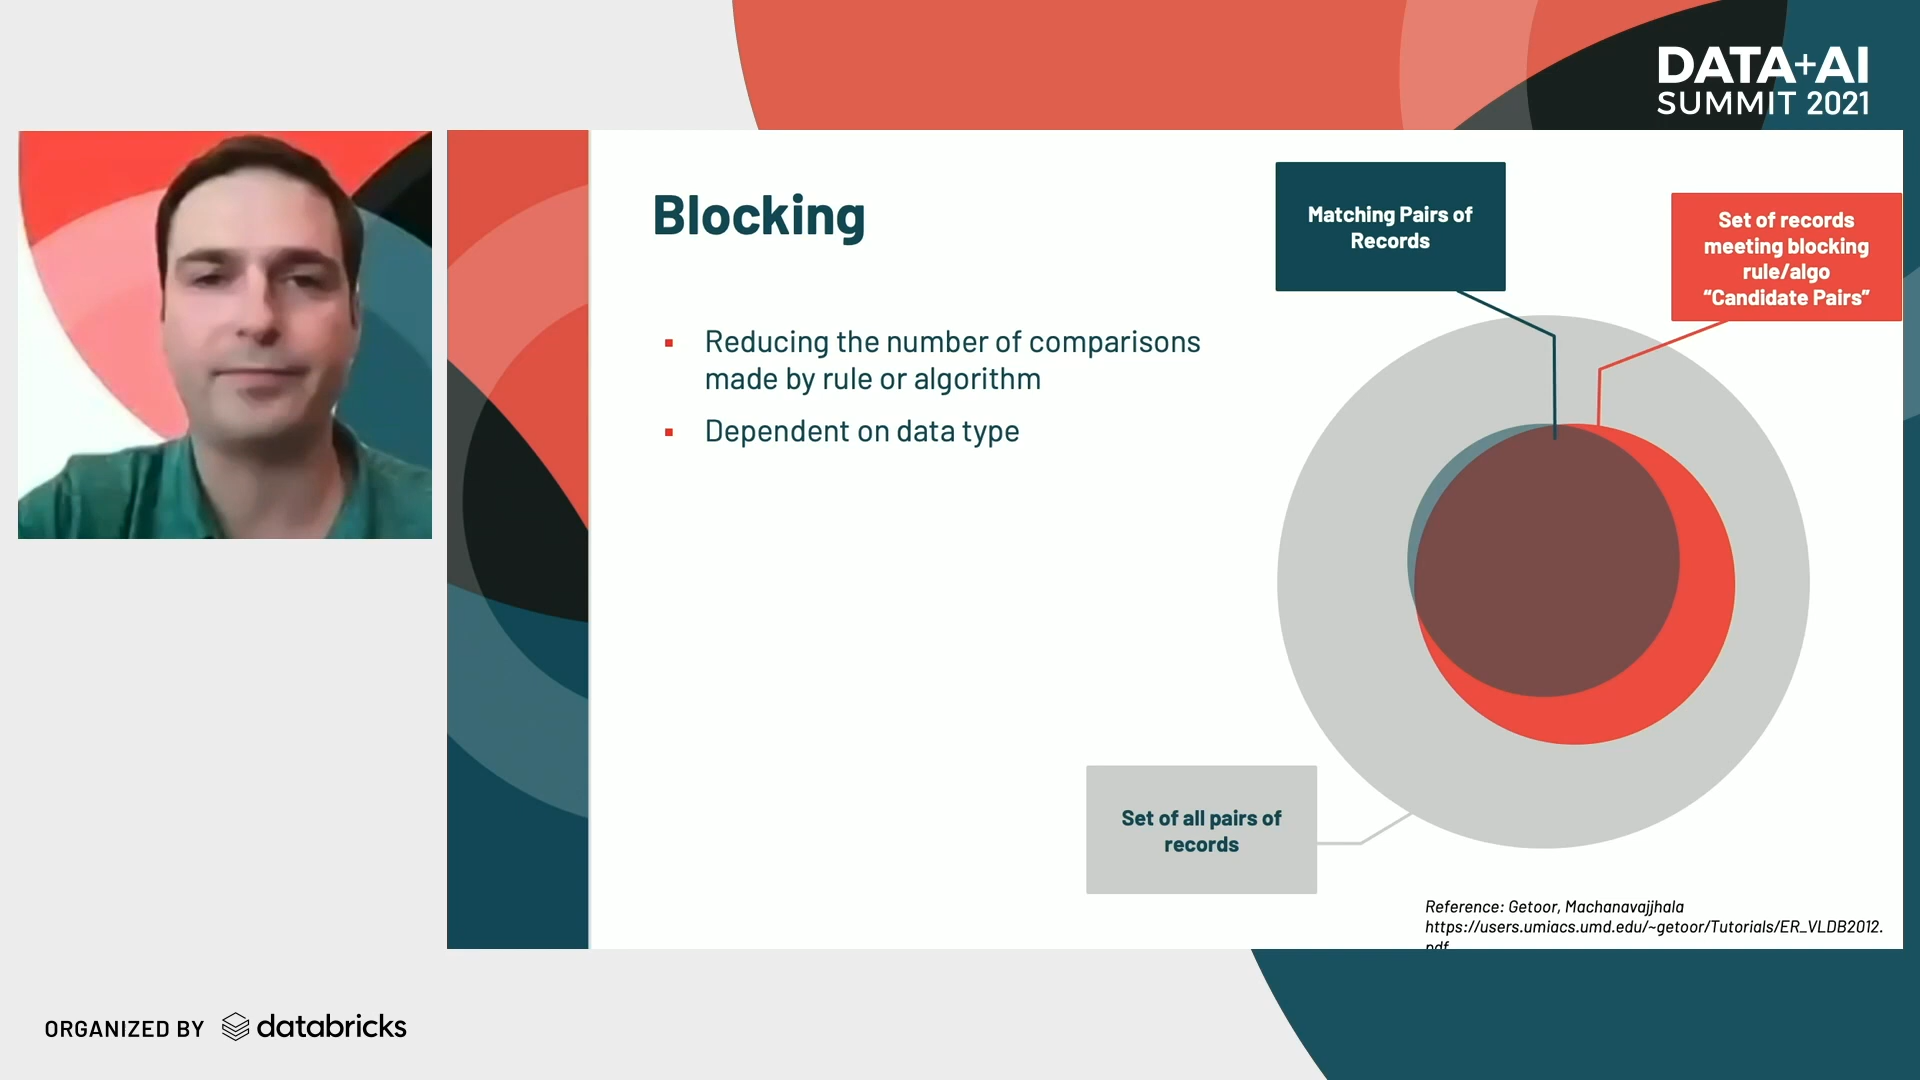 DATA+AI
SUMMIT 2021
Blocking
Reducing the number of comparisons
made by rule or algorithm
Dependent on data type
Matching Pairs of
Records
Set of records
meeting blocking
rule/algo
“Candidate Pairs”
Set of all pairs of
records
Reference: Getoor, Machanavajjhala
https://users.umiacs.umd.edu/~getoor/Tutorials/ER_VLDB2012.
pdf
ORGANIZED BY databricks